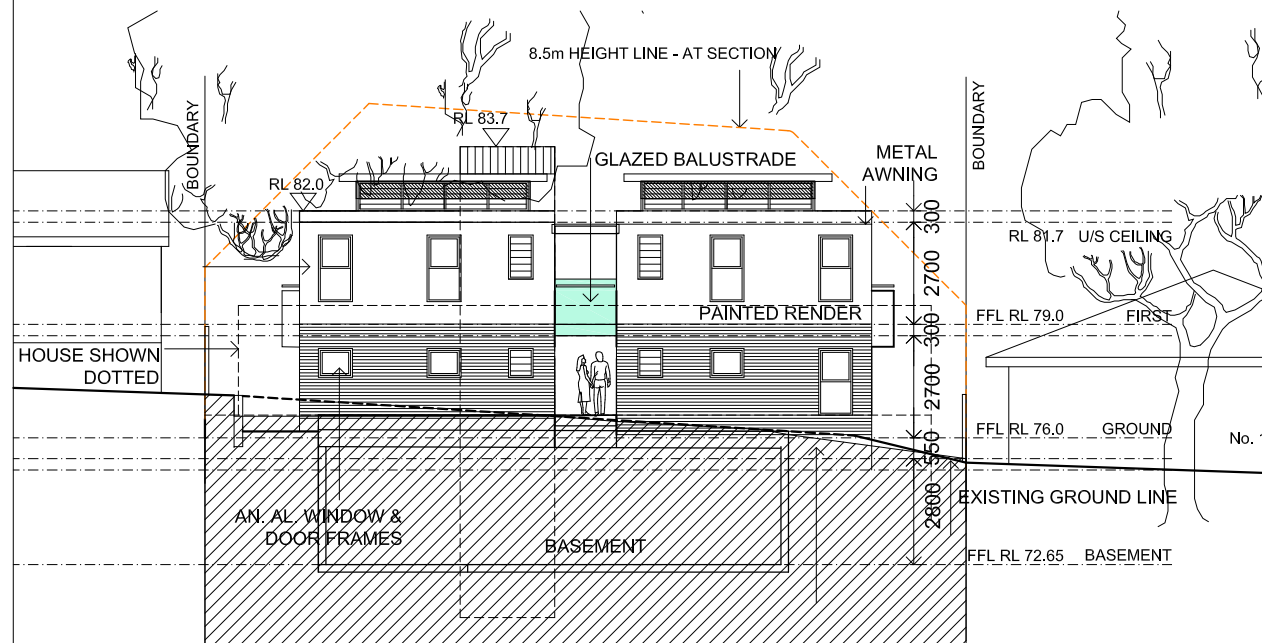 8.5m HEIGHT LINE - AT SECTION
BOUNDARY
BOUNDARY
RL 83.7
GLAZED BALUSTRADE
METAL
AWNING
RL 82.0
300
RL 81.7 U/S CEILING
2700
PAINTED RENDER
FFL RL 79.0 FIRST
300
HOUSE SHOWN
DOTTED
2700
FFL RL 76.0 GROUND
No. 1
550
EXISTING GROUND LINE
2800
AN. AL. WINDOW &
DOOR FRAMES
BASEMENT
FFL RL 72.65 BASEMENT